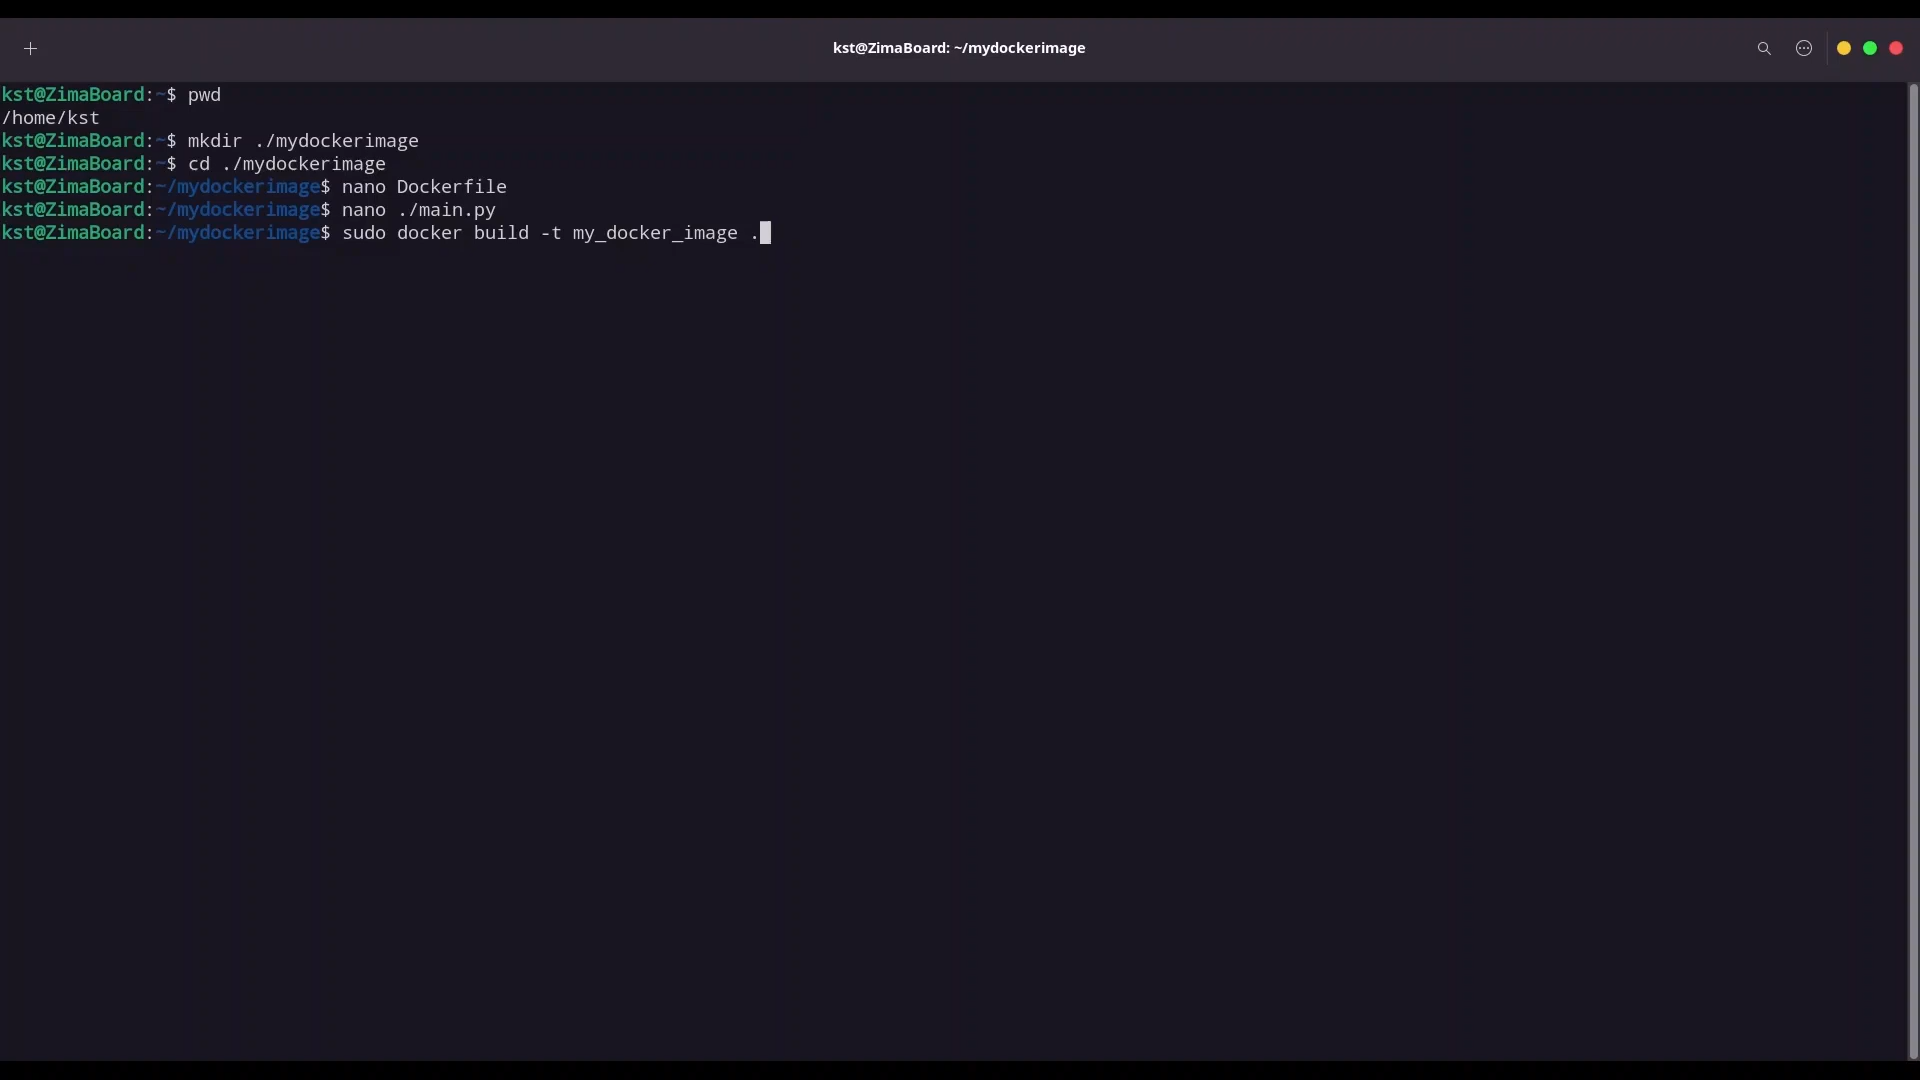 kst@ZimaBoard: ~/mydockerimage
kst@ZimaBoard:~$ pwd
/home/kst
kst@ZimaBoard:~$ mkdir ./mydockerimage
kst@ZimaBoard:~$ cd ./mydockerimage
kst@ZimaBoard:~/mydockerimage$ nano Dockerfile
kst@ZimaBoard:~/mydockerimage$ nano ./main.py
kst@ZimaBoard:~/mydockerimage$ sudo docker build -t my_docker_image .